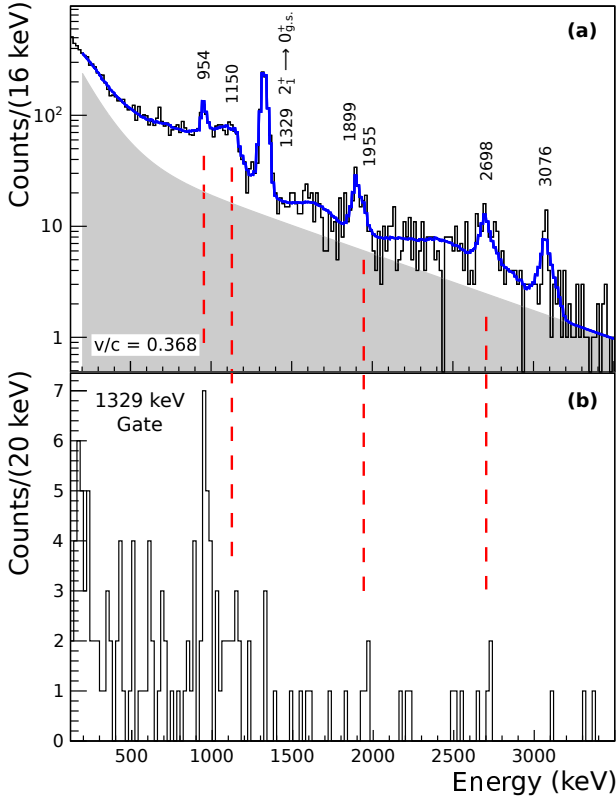 Counts/(16 keV)
(a)
954
1150
1329 2₁⁺ ⟶ 0⁺g.s.
1899
1955
2698
3076
10²
10
1
v/c = 0.368
Counts/(20 keV)
(b)
1329 keV
Gate
7
6
5
4
3
2
1
0
500 1000 1500 2000 2500 3000
Energy (keV)